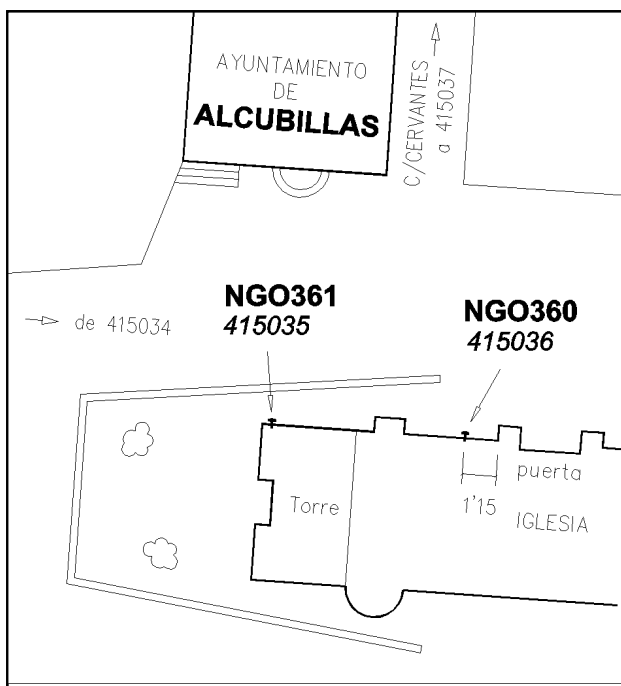 AYUNTAMIENTO
DE
ALCUBILLAS
C/CERVANTES
a 415037
NGO361
415035
NGO360
415036
de 415034
Torre
puerta
1'15
IGLESIA